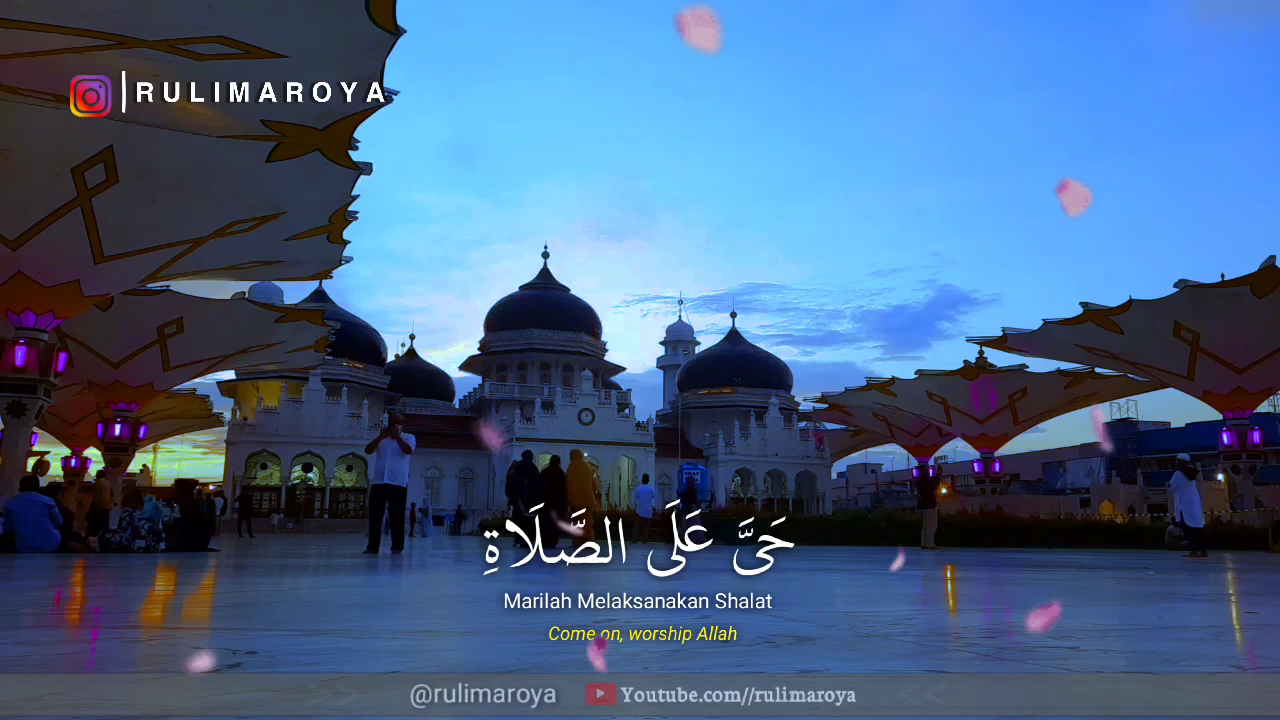 RULIMAROYA
حَيَّ عَلَى الصَّلَاةِ
Marilah Melaksanakan Shalat
Come on, worship Allah
@rulimaroya Youtube.com//rulimaroya